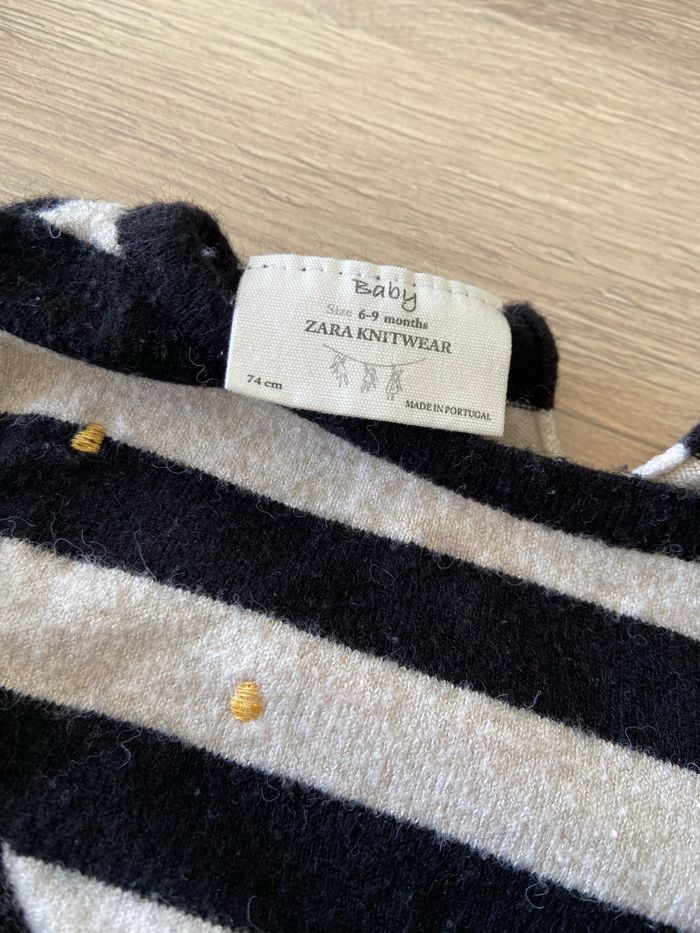 Baby
Size 6-9 months
ZARA KNITWEAR
74 cm
MADE IN PORTUGAL